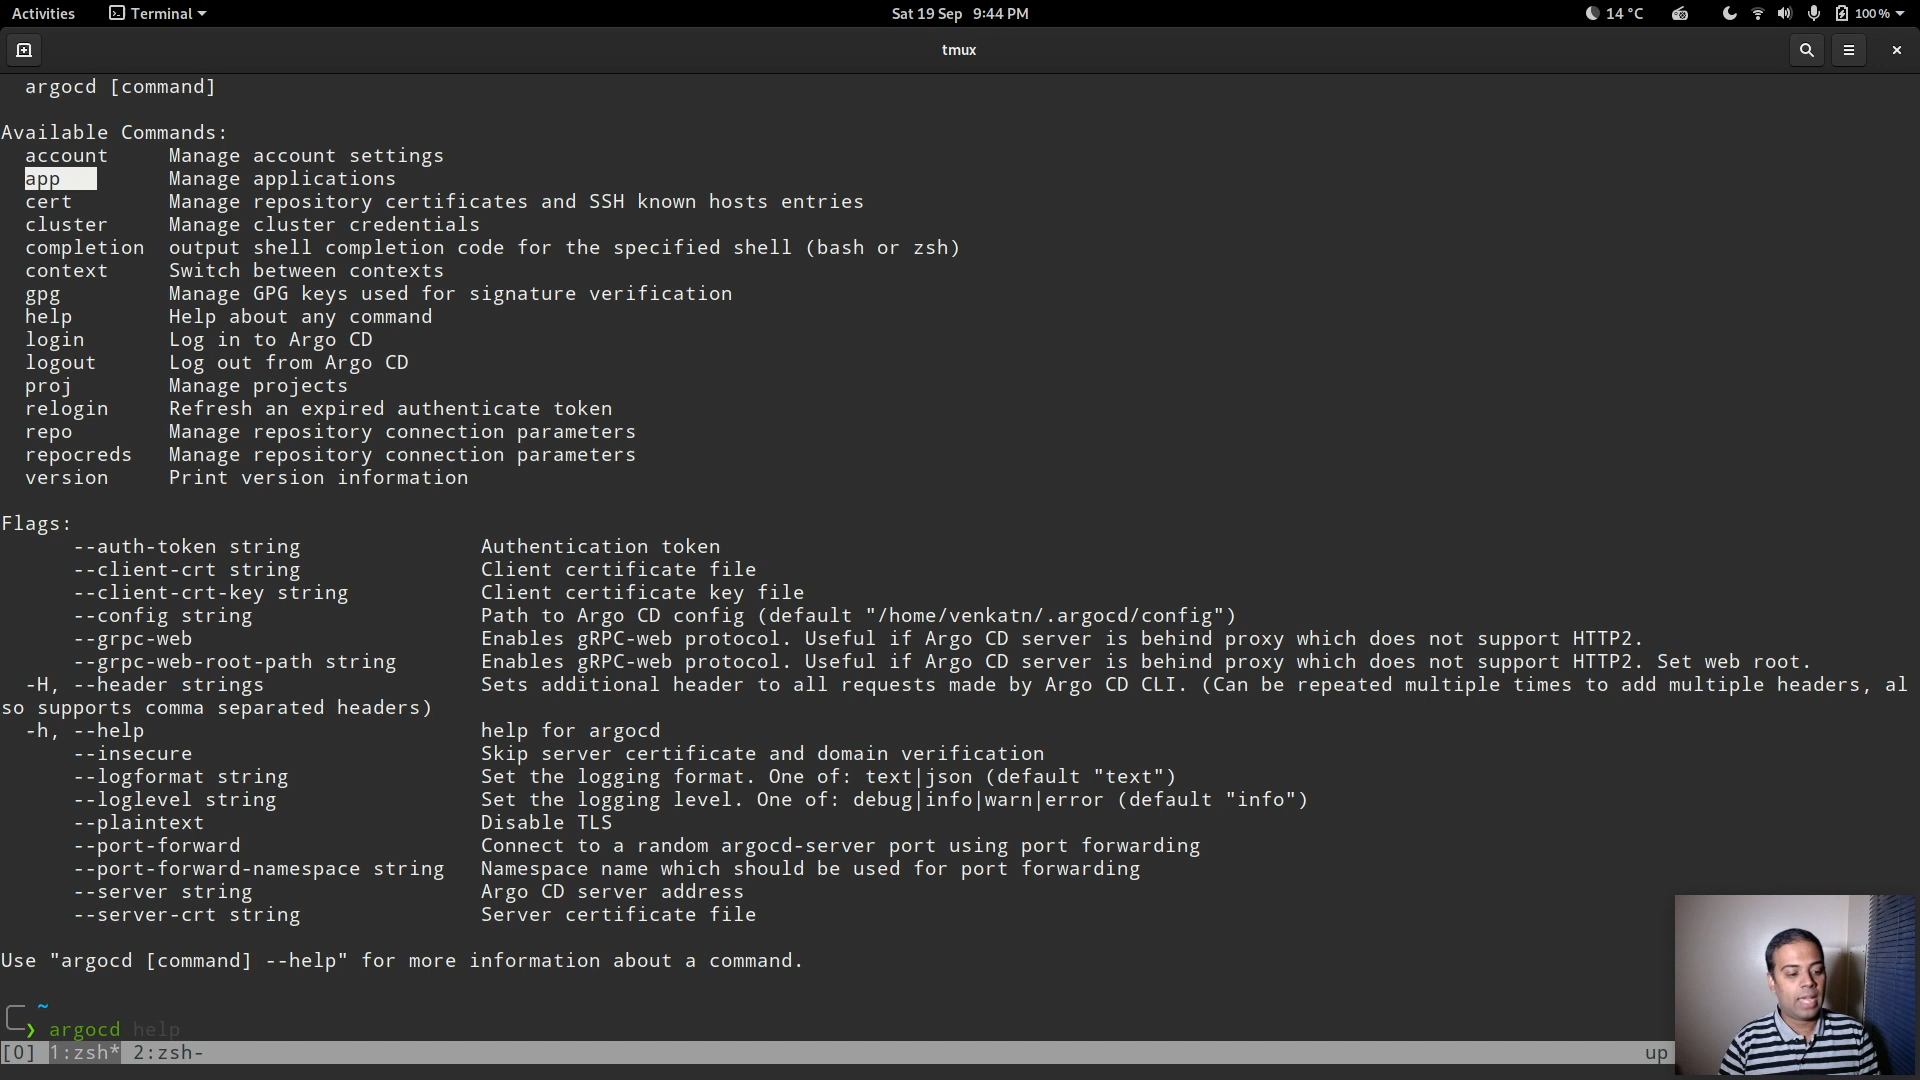 Activities Terminal Sat 19 Sep 9:44 PM 14 °C 100 %
tmux
argocd [command]
Available Commands:
account Manage account settings
app Manage applications
cert Manage repository certificates and SSH known hosts entries
cluster Manage cluster credentials
completion output shell completion code for the specified shell (bash or zsh)
context Switch between contexts
gpg Manage GPG keys used for signature verification
help Help about any command
login Log in to Argo CD
logout Log out from Argo CD
proj Manage projects
relogin Refresh an expired authenticate token
repo Manage repository connection parameters
repocreds Manage repository connection parameters
version Print version information
Flags:
--auth-token string Authentication token
--client-crt string Client certificate file
--client-crt-key string Client certificate key file
--config string Path to Argo CD config (default "/home/venkatn/.argocd/config")
--grpc-web Enables gRPC-web protocol. Useful if Argo CD server is behind proxy which does not support HTTP2.
--grpc-web-root-path string Enables gRPC-web protocol. Useful if Argo CD server is behind proxy which does not support HTTP2. Set web root.
-H, --header strings Sets additional header to all requests made by Argo CD CLI. (Can be repeated multiple times to add multiple headers, al
so supports comma separated headers)
-h, --help help for argocd
--insecure Skip server certificate and domain verification
--logformat string Set the logging format. One of: text|json (default "text")
--loglevel string Set the logging level. One of: debug|info|warn|error (default "info")
--plaintext Disable TLS
--port-forward Connect to a random argocd-server port using port forwarding
--port-forward-namespace string Namespace name which should be used for port forwarding
--server string Argo CD server address
--server-crt string Server certificate file
Use "argocd [command] --help" for more information about a command.
~
❯ argocd help
[0] 1:zsh* 2:zsh- up